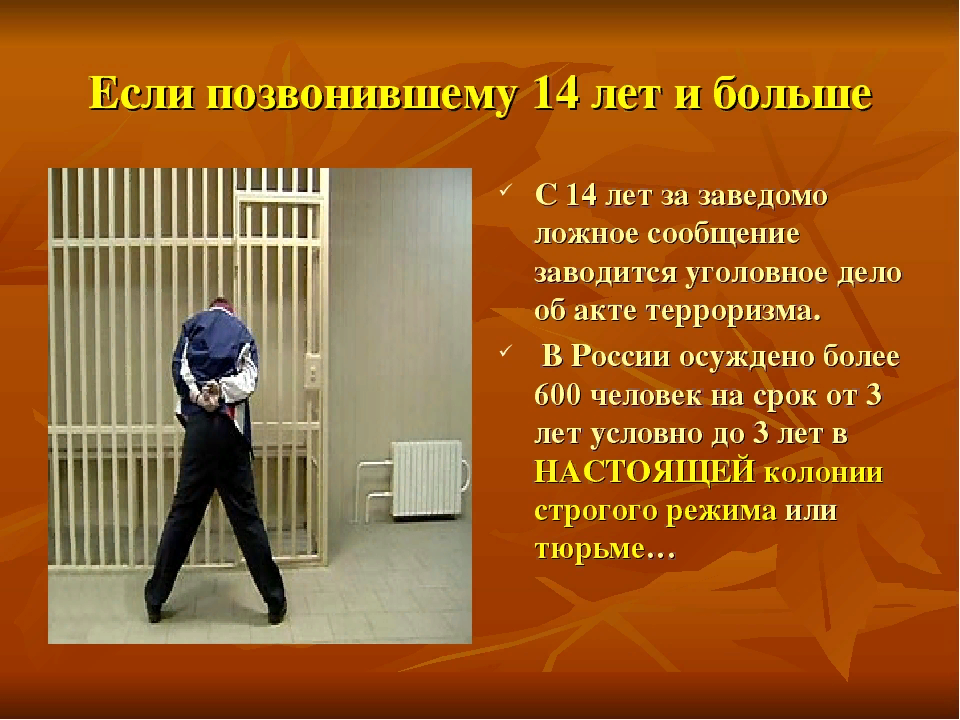 Если позвонившему 14 лет и больше
С 14 лет за заведомо
ложное сообщение
заводится уголовное дело
об акте терроризма.
В России осуждено более
600 человек на срок от 3
лет условно до 3 лет в
НАСТОЯЩЕЙ колонии
строгого режима или
тюрьме…